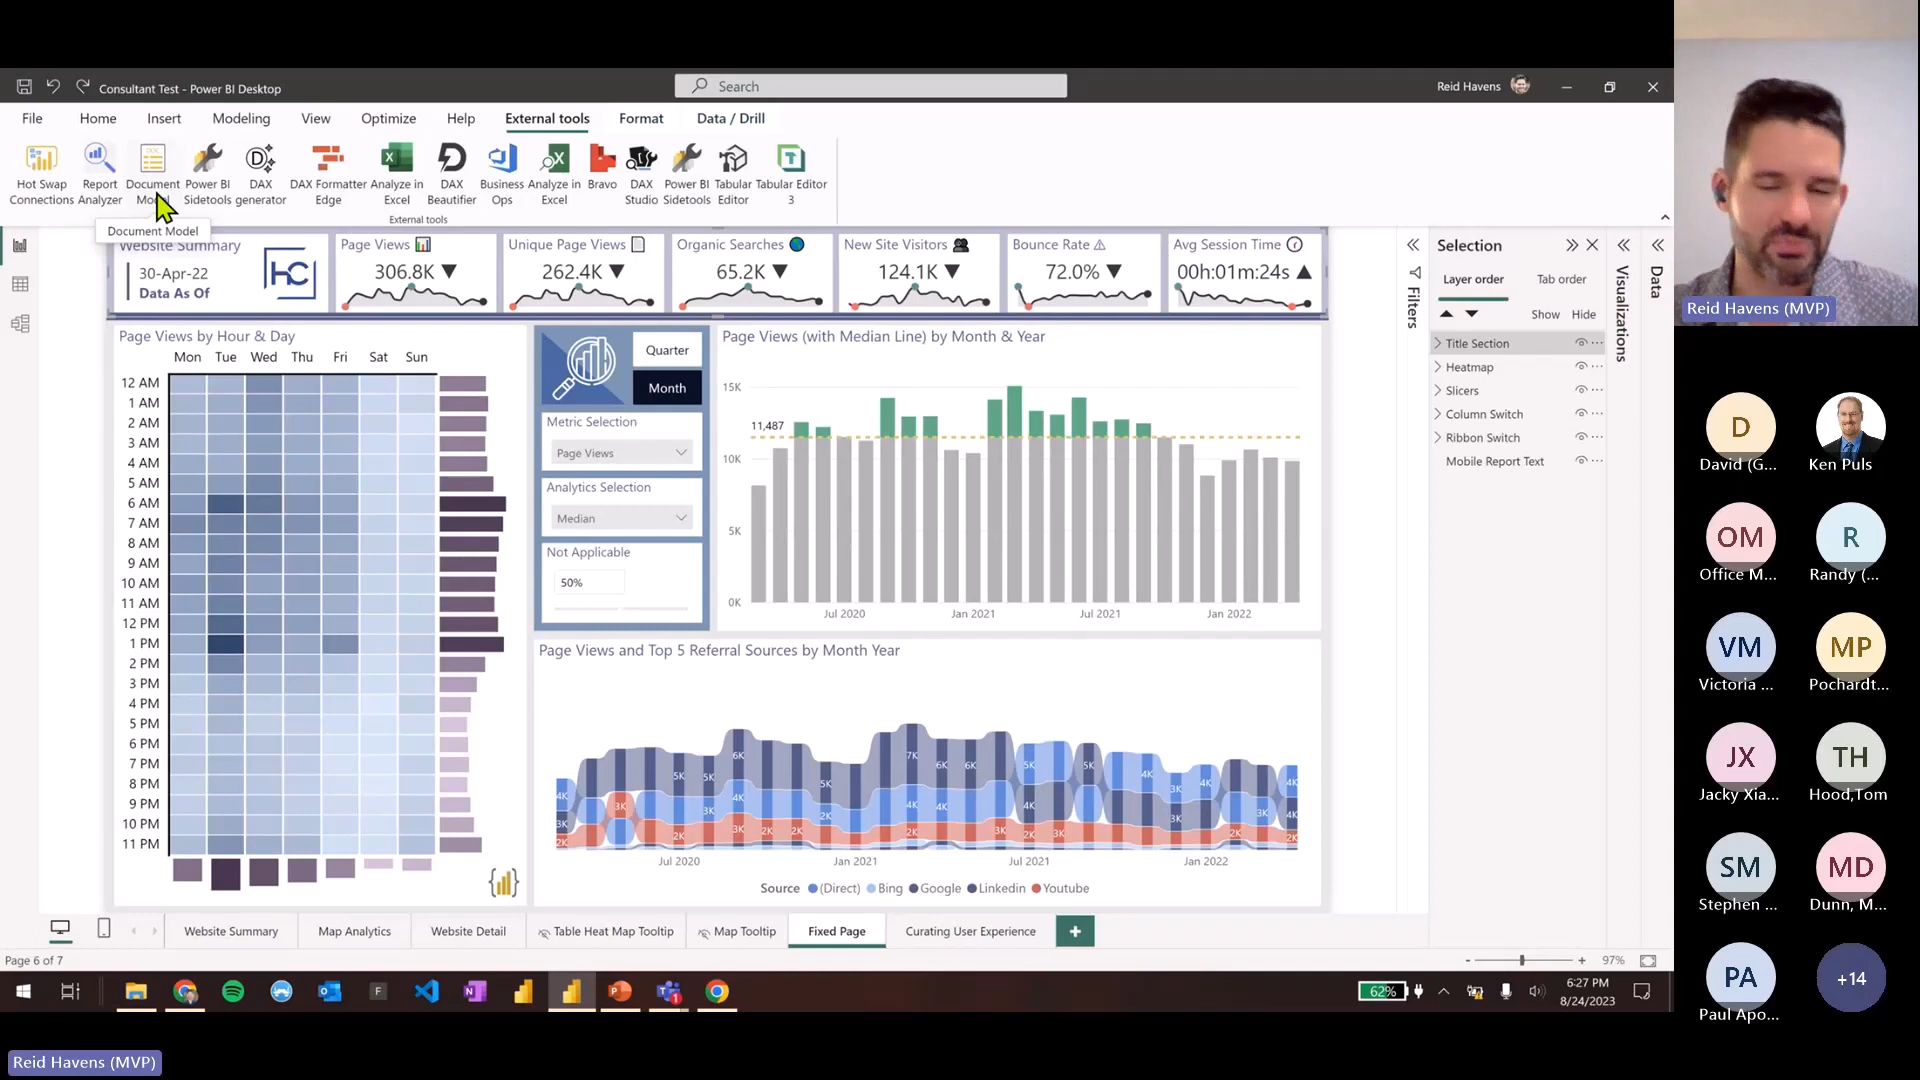 Consultant Test - Power BI Desktop
Search
Reid Havens
File Home Insert Modeling View Optimize Help External tools Format Data / Drill
Hot Swap Connections
Report Analyzer
Document Model
Power BI Sidetools
DAX generator
DAX Formatter Edge
Analyze in Excel
DAX Beautifier
Business Ops
Analyze in Excel
Bravo
DAX Studio
Power BI Sidetools
Tabular Editor
Tabular Editor 3
External tools
Document Model
Website Summary
30-Apr-22
Data As Of
HC
Page Views
306.8K ▼
Unique Page Views
262.4K ▼
Organic Searches
65.2K ▼
New Site Visitors
124.1K ▼
Bounce Rate
72.0% ▼
Avg Session Time
00h:01m:24s ▲
Page Views by Hour & Day
Mon Tue Wed Thu Fri Sat Sun
12 AM
1 AM
2 AM
3 AM
4 AM
5 AM
6 AM
7 AM
8 AM
9 AM
10 AM
11 AM
12 PM
1 PM
2 PM
3 PM
4 PM
5 PM
6 PM
7 PM
8 PM
9 PM
10 PM
11 PM
Quarter
Month
Metric Selection
Page Views
Analytics Selection
Median
Not Applicable
50%
Page Views (with Median Line) by Month & Year
15K
11,487
10K
5K
0K
Jul 2020 Jan 2021 Jul 2021 Jan 2022
Page Views and Top 5 Referral Sources by Month Year
Jul 2020 Jan 2021 Jul 2021 Jan 2022
Source (Direct) Bing Google Linkedin Youtube
Filters
Selection
Layer order Tab order
Show Hide
Title Section
Heatmap
Slicers
Column Switch
Ribbon Switch
Mobile Report Text
Visualizations
Data
Website Summary Map Analytics Website Detail Table Heat Map Tooltip Map Tooltip Fixed Page Curating User Experience +
Page 6 of 7
- + 97%
62%
6:27 PM
8/24/2023
Reid Havens (MVP)
Reid Havens (MVP)
D
David (G...
Ken Puls
OM
Office M...
R
Randy (...
VM
Victoria ...
MP
Pochardt...
JX
Jacky Xia...
TH
Hood,Tom
SM
Stephen ...
MD
Dunn, M...
PA
Paul Apo...
+14